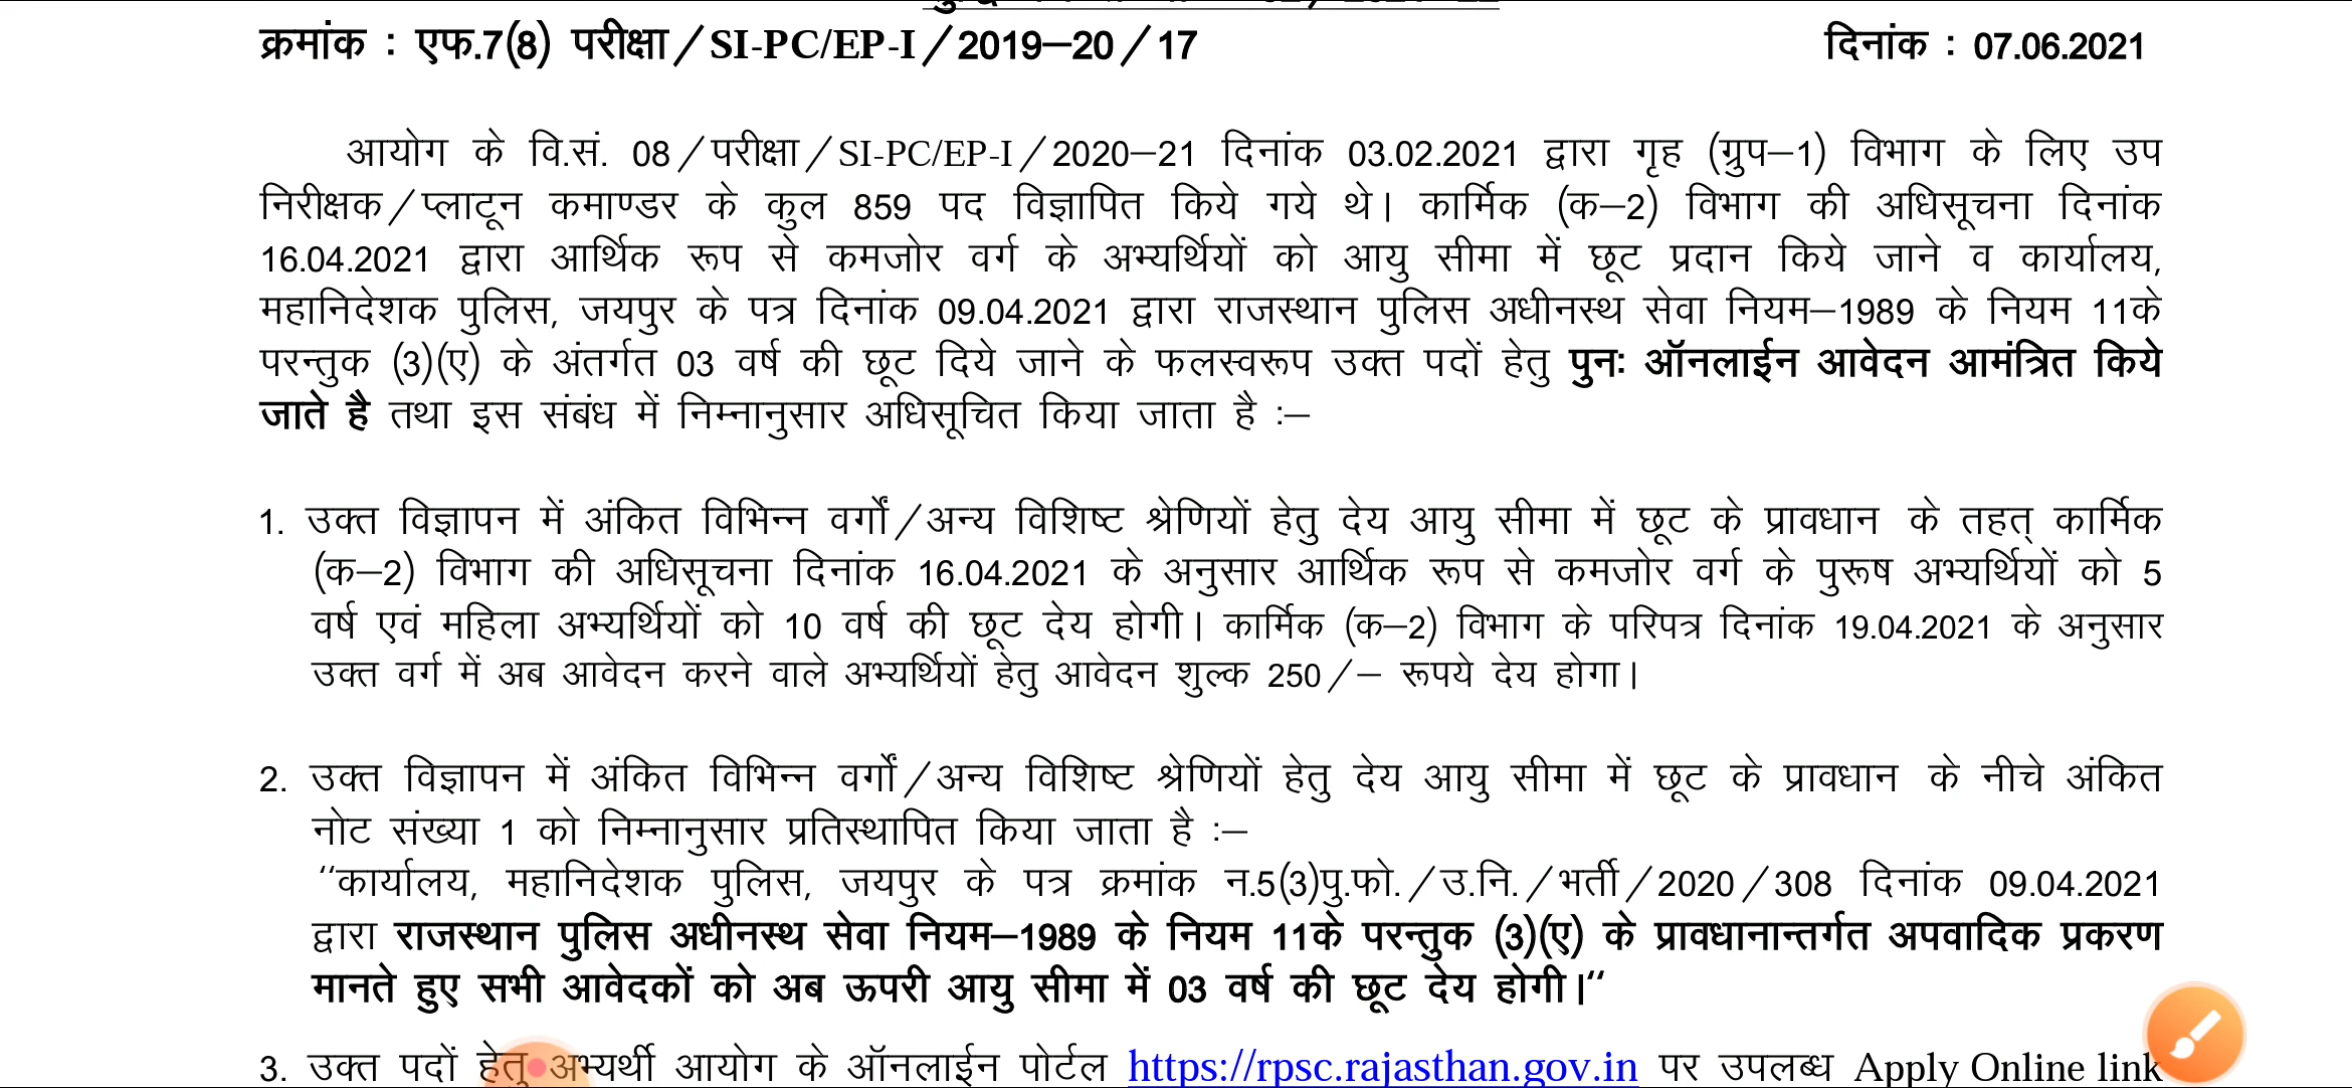 क्रमांक : एफ.7(8) परीक्षा/SI-PC/EP-I/2019–20/17 दिनांक : 07.06.2021
आयोग के वि.सं. 08/परीक्षा/SI-PC/EP-I/2020–21 दिनांक 03.02.2021 द्वारा गृह (ग्रुप–1) विभाग के लिए उप
निरीक्षक/प्लाटून कमाण्डर के कुल 859 पद विज्ञापित किये गये थे। कार्मिक (क–2) विभाग की अधिसूचना दिनांक
16.04.2021 द्वारा आर्थिक रूप से कमजोर वर्ग के अभ्यर्थियों को आयु सीमा में छूट प्रदान किये जाने व कार्यालय,
महानिदेशक पुलिस, जयपुर के पत्र दिनांक 09.04.2021 द्वारा राजस्थान पुलिस अधीनस्थ सेवा नियम–1989 के नियम 11के
परन्तुक (3)(ए) के अंतर्गत 03 वर्ष की छूट दिये जाने के फलस्वरूप उक्त पदों हेतु पुनः ऑनलाईन आवेदन आमंत्रित किये
जाते है तथा इस संबंध में निम्नानुसार अधिसूचित किया जाता है :–
1. उक्त विज्ञापन में अंकित विभिन्न वर्गों/अन्य विशिष्ट श्रेणियों हेतु देय आयु सीमा में छूट के प्रावधान के तहत् कार्मिक
(क–2) विभाग की अधिसूचना दिनांक 16.04.2021 के अनुसार आर्थिक रूप से कमजोर वर्ग के पुरूष अभ्यर्थियों को 5
वर्ष एवं महिला अभ्यर्थियों को 10 वर्ष की छूट देय होगी। कार्मिक (क–2) विभाग के परिपत्र दिनांक 19.04.2021 के अनुसार
उक्त वर्ग में अब आवेदन करने वाले अभ्यर्थियों हेतु आवेदन शुल्क 250/– रूपये देय होगा।
2. उक्त विज्ञापन में अंकित विभिन्न वर्गों/अन्य विशिष्ट श्रेणियों हेतु देय आयु सीमा में छूट के प्रावधान के नीचे अंकित
नोट संख्या 1 को निम्नानुसार प्रतिस्थापित किया जाता है :–
“कार्यालय, महानिदेशक पुलिस, जयपुर के पत्र क्रमांक न.5(3)पु.फो./उ.नि./भर्ती/2020/308 दिनांक 09.04.2021
द्वारा राजस्थान पुलिस अधीनस्थ सेवा नियम–1989 के नियम 11के परन्तुक (3)(ए) के प्रावधानान्तर्गत अपवादिक प्रकरण
मानते हुए सभी आवेदकों को अब ऊपरी आयु सीमा में 03 वर्ष की छूट देय होगी।“
3. उक्त पदों हेतु अभ्यर्थी आयोग के ऑनलाईन पोर्टल https://rpsc.rajasthan.gov.in पर उपलब्ध Apply Online link